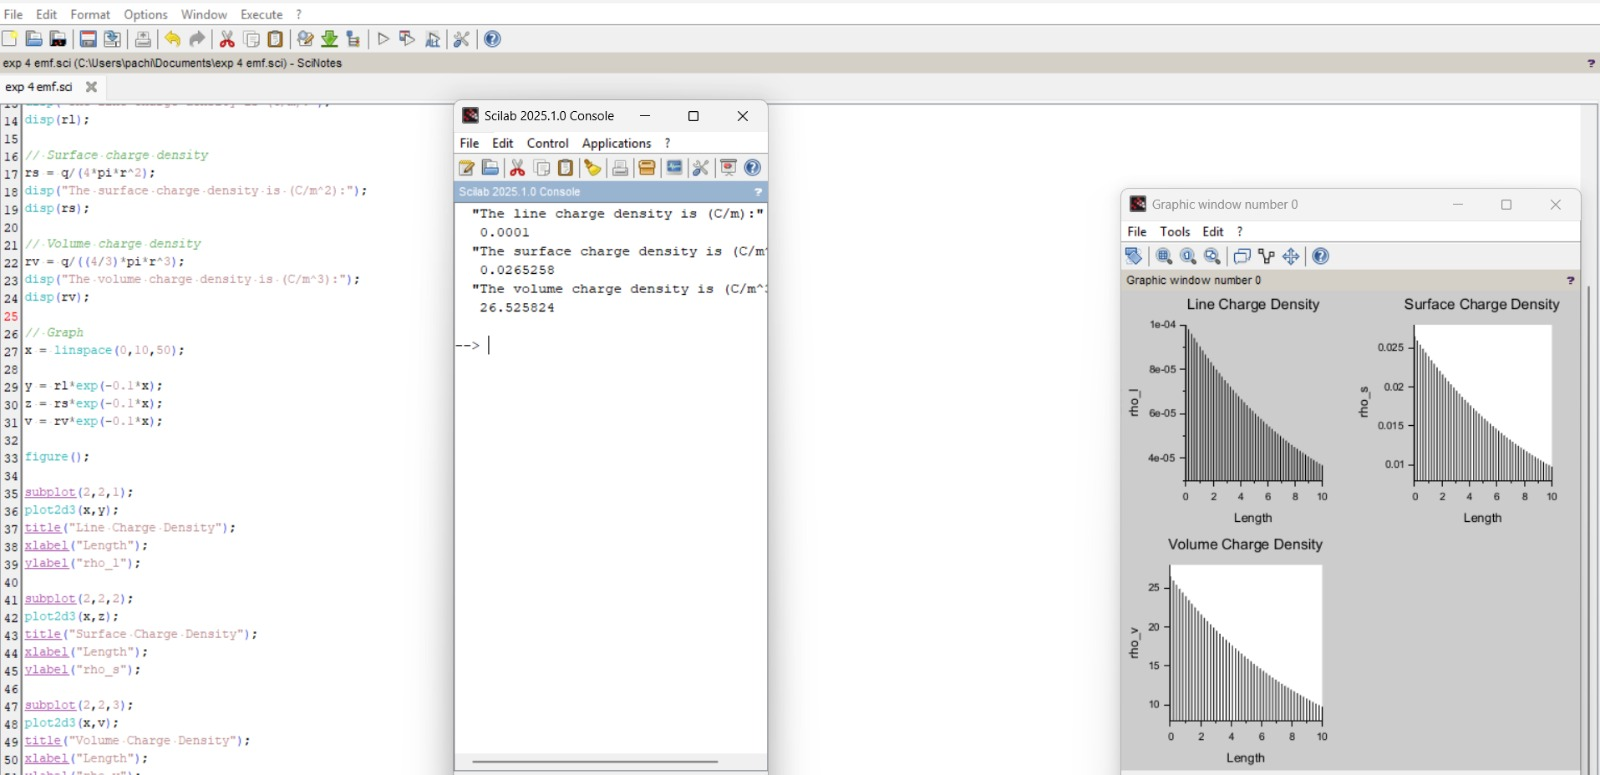 File Edit Format Options Window Execute ?
exp 4 emf.sci (C:\Users\pachi\Documents\exp 4 emf.sci) - SciNotes
?
exp 4 emf.sci
13
14 disp(rl);
15
16 // Surface charge density
17 rs = q/(4*pi*r^2);
18 disp("The surface charge density is (C/m^2):");
19 disp(rs);
20
21 // Volume charge density
22 rv = q/((4/3)*pi*r^3);
23 disp("The volume charge density is (C/m^3):");
24 disp(rv);
25
26 // Graph
27 x = linspace(0,10,50);
28
29 y = rl*exp(-0.1*x);
30 z = rs*exp(-0.1*x);
31 v = rv*exp(-0.1*x);
32
33 figure();
34
35 subplot(2,2,1);
36 plot2d3(x,y);
37 title("Line Charge Density");
38 xlabel("Length");
39 ylabel("rho_l");
40
41 subplot(2,2,2);
42 plot2d3(x,z);
43 title("Surface Charge Density");
44 xlabel("Length");
45 ylabel("rho_s");
46
47 subplot(2,2,3);
48 plot2d3(x,v);
49 title("Volume Charge Density");
50 xlabel("Length");
Scilab 2025.1.0 Console
File Edit Control Applications ?
Scilab 2025.1.0 Console ?
"The line charge density is (C/m):"
0.0001
"The surface charge density is (C/m^
0.0265258
"The volume charge density is (C/m^
26.525824
-->
Graphic window number 0
File Tools Edit ?
Graphic window number 0 ?
Line Charge Density
1e-04
8e-05
6e-05
4e-05
rho_l
0 2 4 6 8 10
Length
Surface Charge Density
0.025
0.02
0.015
0.01
rho_s
0 2 4 6 8 10
Length
Volume Charge Density
25
20
15
10
rho_v
0 2 4 6 8 10
Length